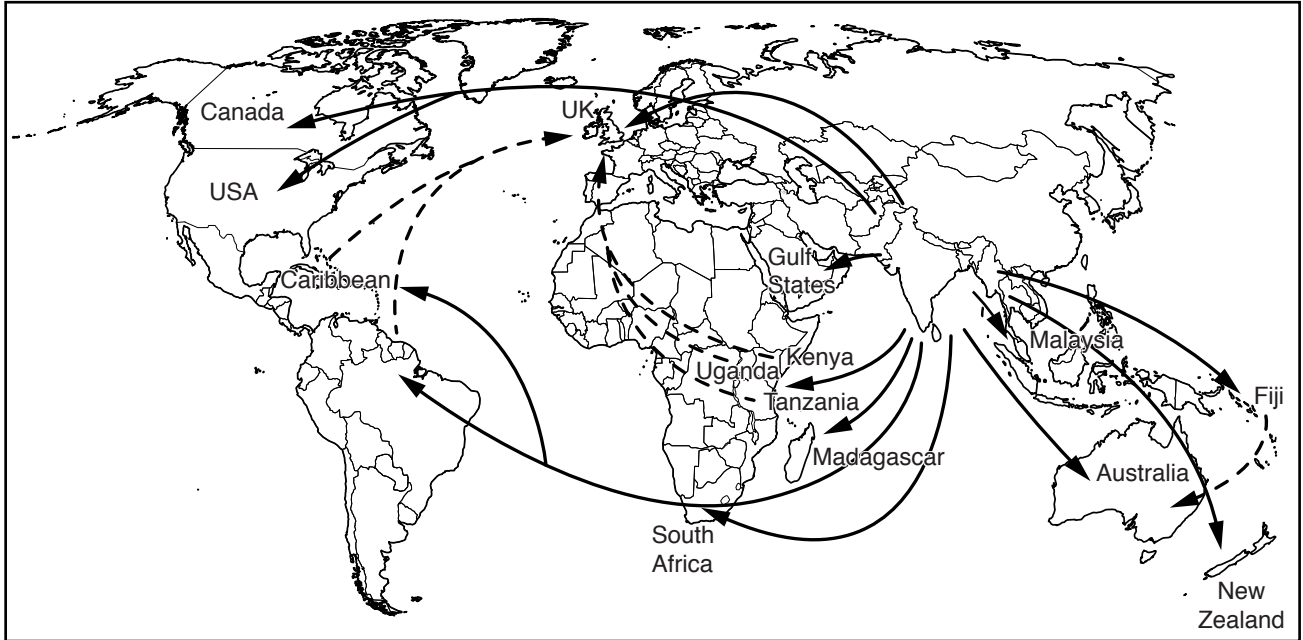 Canada
UK
USA
Gulf
States
Caribbean
Malaysia
Kenya
Uganda
Tanzania
Fiji
Madagascar
Australia
South
Africa
New
Zealand